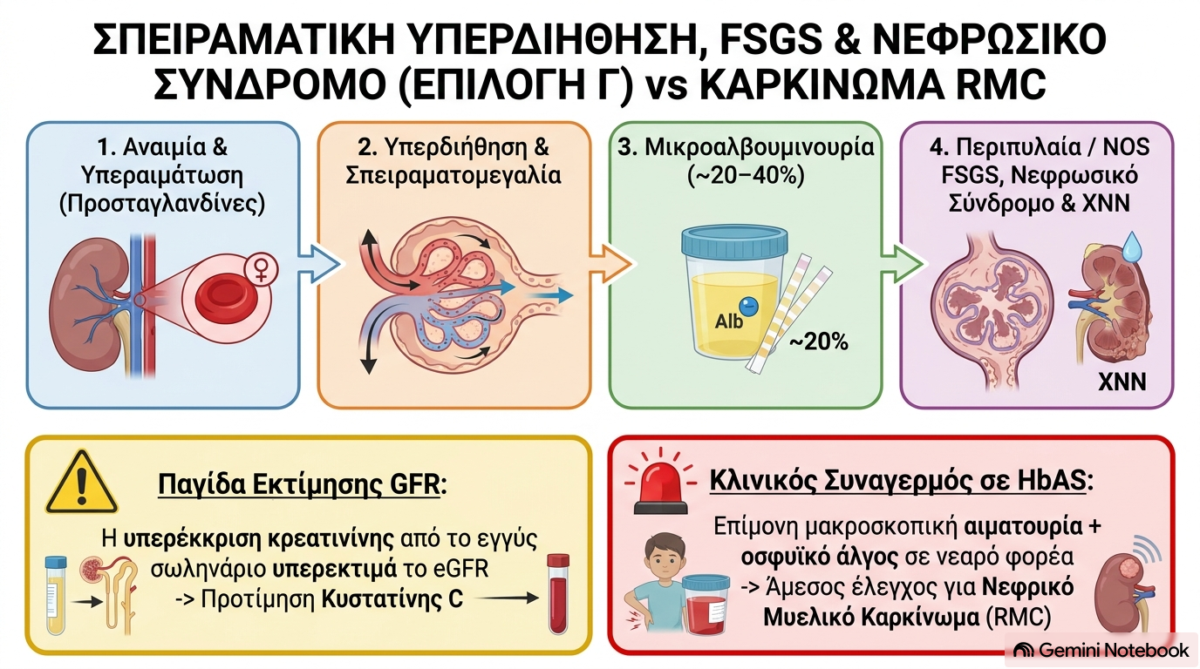 ΣΠΕΙΡΑΜΑΤΙΚΗ ΥΠΕΡΔΙΗΘΗΣΗ, FSGS & ΝΕΦΡΩΣΙΚΟ
ΣΥΝΔΡΟΜΟ (ΕΠΙΛΟΓΗ Γ) vs ΚΑΡΚΙΝΩΜΑ RMC
1. Αναιμία &
Υπεραιμάτωση
(Προσταγλανδίνες)
♀
2. Υπερδιήθηση &
Σπειραματομεγαλία
3. Μικροαλβουμινουρία
(~20–40%)
Alb
~20%
4. Περιπυλαία / NOS
FSGS, Νεφρωσικό
Σύνδρομο & ΧΝΝ
ΧΝΝ
Παγίδα Εκτίμησης GFR:
Η υπερέκκριση κρεατινίνης από το εγγύς
σωληνάριο υπερεκτιμά το eGFR
-> Προτίμηση Κυστατίνης C
Κλινικός Συναγερμός σε HbAS:
Επίμονη μακροσκοπική αιματουρία +
οσφυϊκό άλγος σε νεαρό φορέα
-> Άμεσος έλεγχος για Νεφρικό
Μυελικό Καρκίνωμα (RMC)
Gemini Notebook